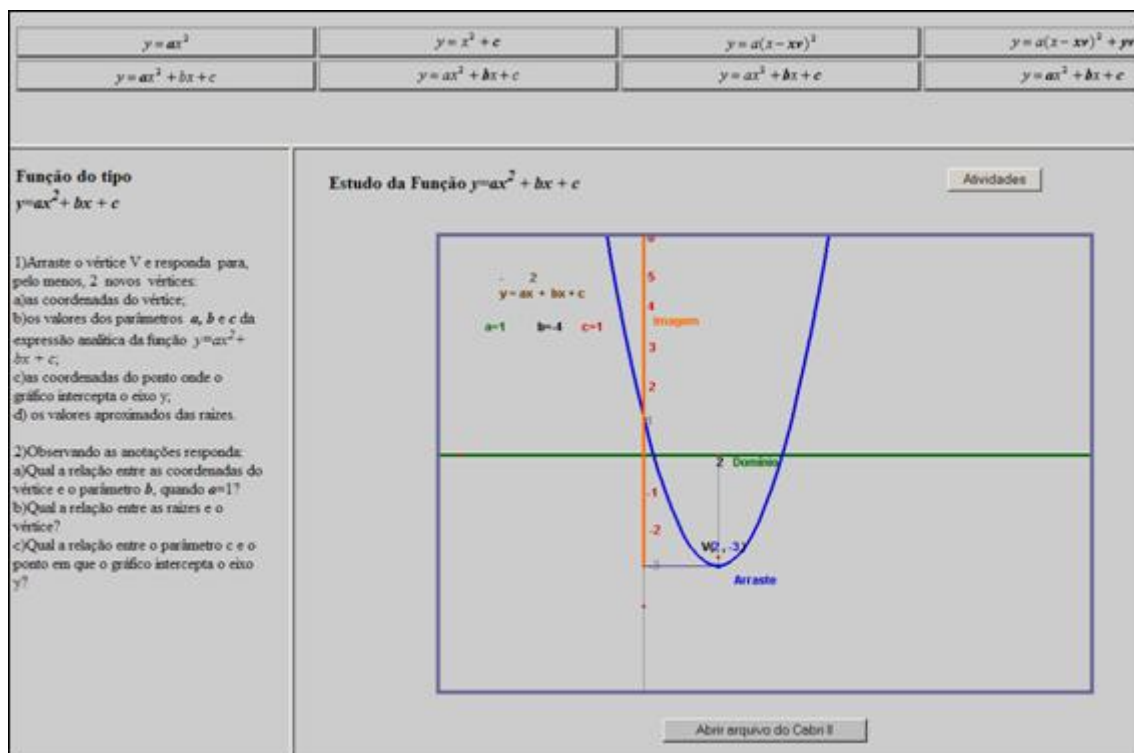 y = ax²
y = x² + c
y = a(x − xv)²
y = a(x − xv)² + yv
y = ax² + bx + c
y = ax² + bx + c
y = ax² + bx + c
y = ax² + bx + c
Função do tipo
y=ax²+ bx + c
1)Arraste o vértice V e responda para,
pelo menos, 2 novos vértices:
a)as coordenadas do vértice;
b)os valores dos parâmetros a, b e c da
expressão analítica da função y=ax²+
bx + c;
c)as coordenadas do ponto onde o
gráfico intercepta o eixo y;
d) os valores aproximados das raízes.
2)Observando as anotações responda:
a)Qual a relação entre as coordenadas do
vértice e o parâmetro b, quando a=1?
b)Qual a relação entre as raízes e o
vértice?
c)Qual a relação entre o parâmetro c e o
ponto em que o gráfico intercepta o eixo
y?
Estudo da Função y=ax² + bx + c
Atividades
2
y = ax + bx + c
a=1 b=-4 c=1
Imagem
6
5
4
3
2
1
2 Domínio
-1
-2
V(2, -3)
-3
Arraste
Abrir arquivo do Cabri II